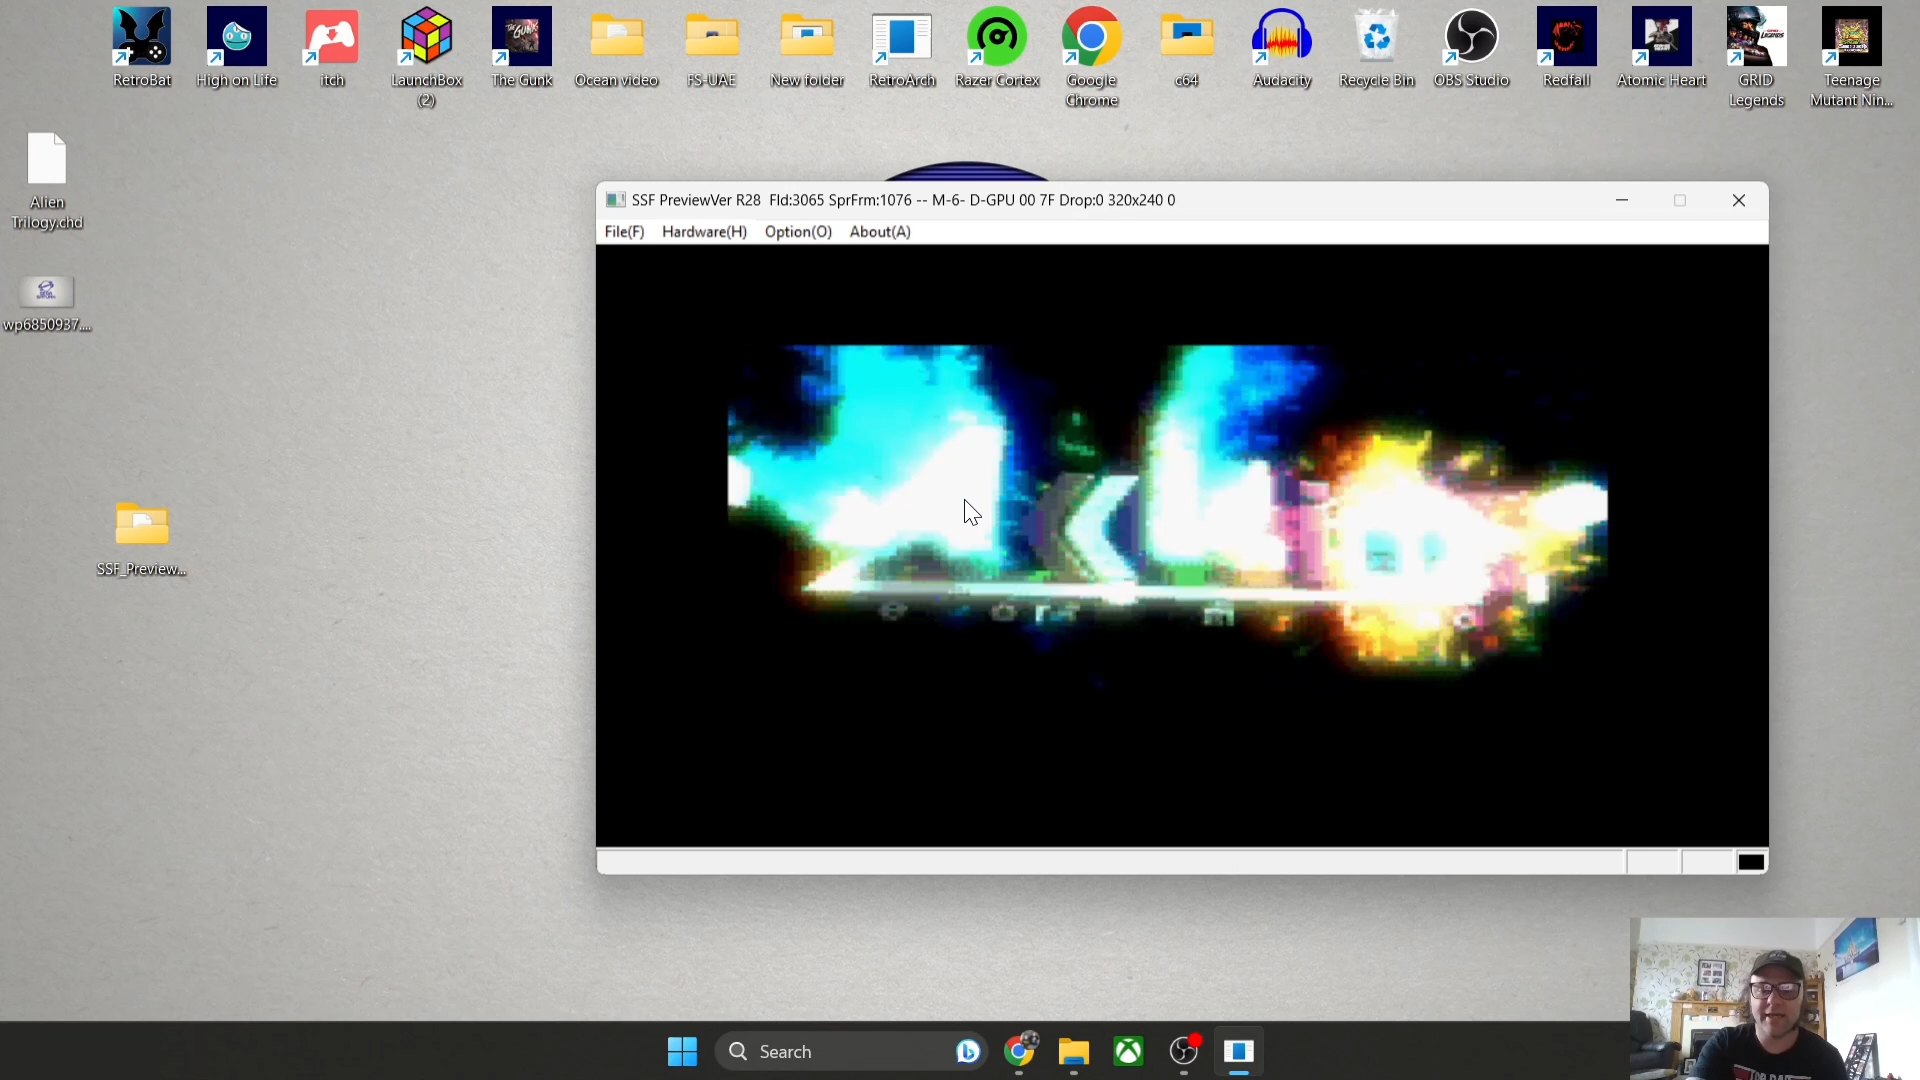 RetroBat
High on Life
itch
LaunchBox
(2)
The Gunk
Ocean video
FS-UAE
New folder
RetroArch
Razer Cortex
Google
Chrome
c64
Audacity
Recycle Bin
OBS Studio
Redfall
Atomic Heart
GRID
Legends
Teenage
Mutant Nin...
Alien
Trilogy.chd
wp6850937....
SSF_Preview...
SSF PreviewVer R28  Fld:3065 SprFrm:1076 -- M-6- D-GPU 00 7F Drop:0 320x240 0
File(F)
Hardware(H)
Option(O)
About(A)
Search